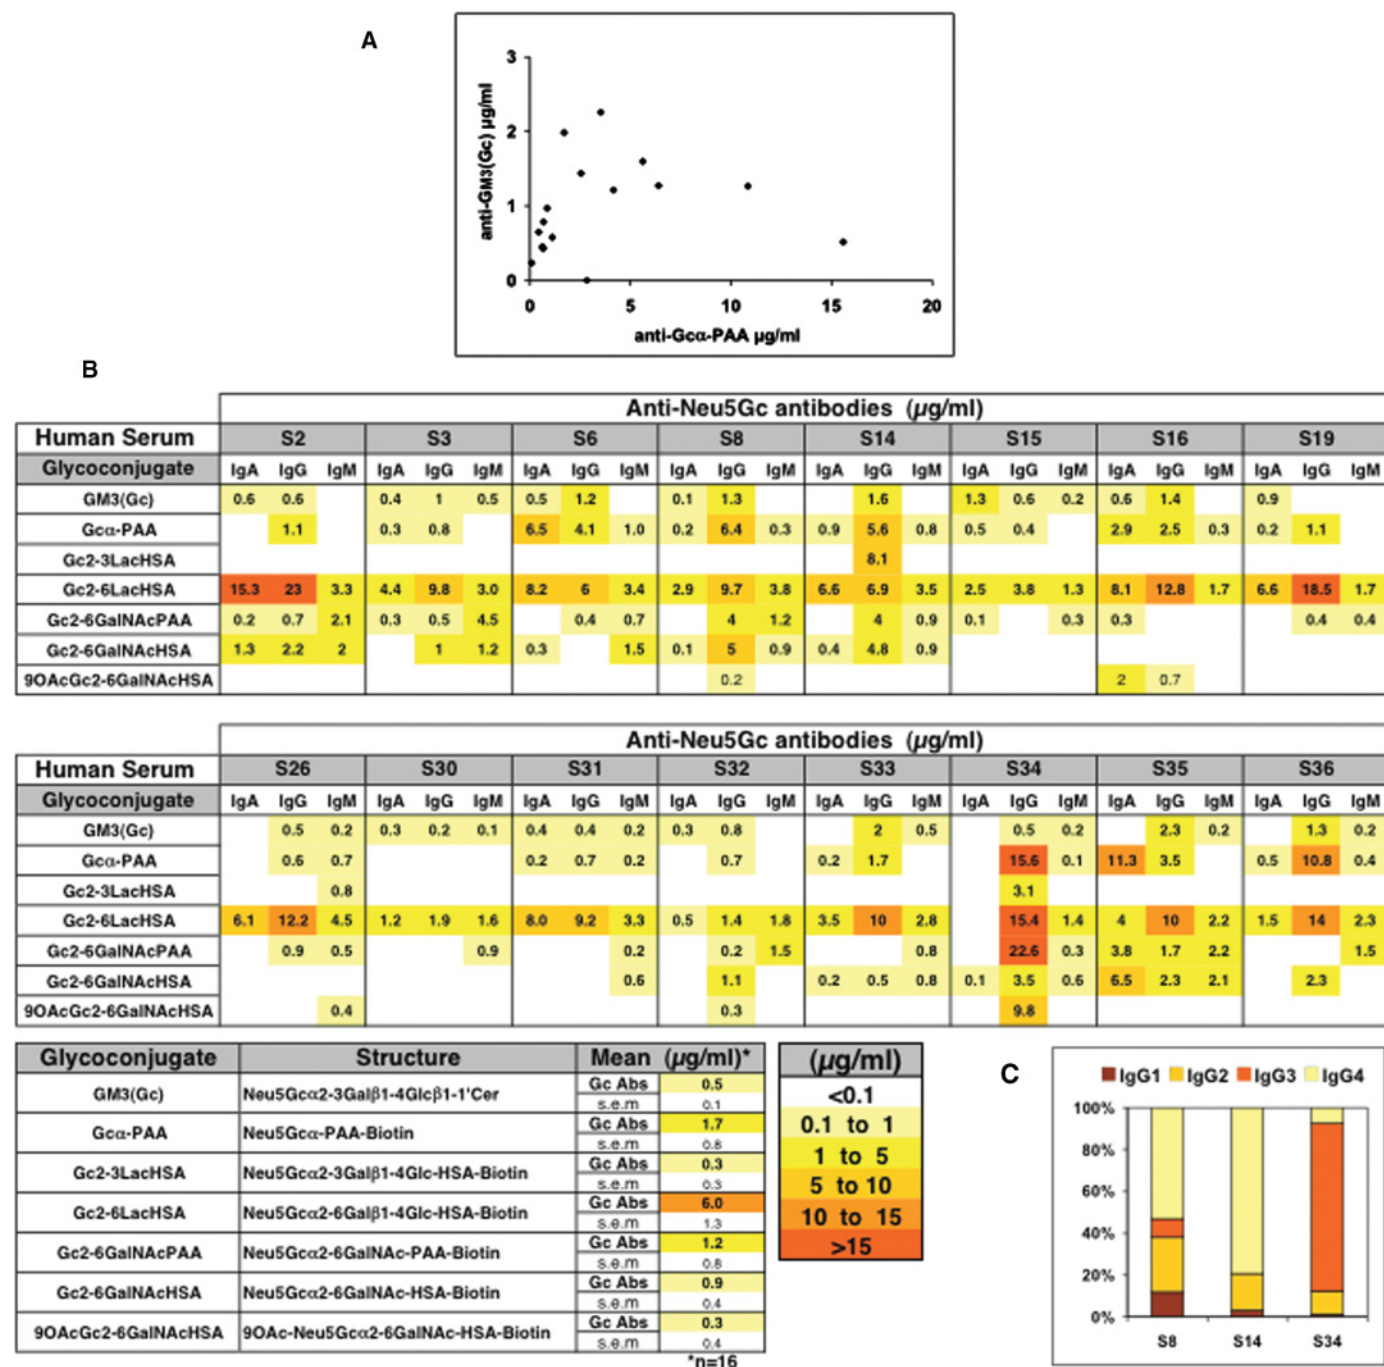 A
3
2
1
0
anti-GM3(Gc) µg/ml
0 5 10 15 20
anti-Gcα-PAA µg/ml
B
Anti-Neu5Gc antibodies (µg/ml)
Human Serum S2 S3 S6 S8 S14 S15 S16 S19
Glycoconjugate IgA IgG IgM IgA IgG IgM IgA IgG IgM IgA IgG IgM IgA IgG IgM IgA IgG IgM IgA IgG IgM IgA IgG IgM
GM3(Gc) 0.6 0.6 0.4 1 0.5 0.5 1.2 0.1 1.3 1.6 1.3 0.6 0.2 0.6 1.4 0.9
Gcα-PAA 1.1 0.3 0.8 6.5 4.1 1.0 0.2 6.4 0.3 0.9 5.6 0.8 0.5 0.4 2.9 2.5 0.3 0.2 1.1
Gc2-3LacHSA 8.1
Gc2-6LacHSA 15.3 23 3.3 4.4 9.8 3.0 8.2 6 3.4 2.9 9.7 3.8 6.6 6.9 3.5 2.5 3.8 1.3 8.1 12.8 1.7 6.6 18.5 1.7
Gc2-6GalNAcPAA 0.2 0.7 2.1 0.3 0.5 4.5 0.4 0.7 4 1.2 4 0.9 0.1 0.3 0.3 0.4 0.4
Gc2-6GalNAcHSA 1.3 2.2 2 1 1.2 0.3 1.5 0.1 5 0.9 0.4 4.8 0.9
9OAcGc2-6GalNAcHSA 0.2 2 0.7
Anti-Neu5Gc antibodies (µg/ml)
Human Serum S26 S30 S31 S32 S33 S34 S35 S36
Glycoconjugate IgA IgG IgM IgA IgG IgM IgA IgG IgM IgA IgG IgM IgA IgG IgM IgA IgG IgM IgA IgG IgM IgA IgG IgM
GM3(Gc) 0.5 0.2 0.3 0.2 0.1 0.4 0.4 0.2 0.3 0.8 2 0.5 0.5 0.2 2.3 0.2 1.3 0.2
Gcα-PAA 0.6 0.7 0.2 0.7 0.2 0.7 0.2 1.7 15.6 0.1 11.3 3.5 0.5 10.8 0.4
Gc2-3LacHSA 0.8 3.1
Gc2-6LacHSA 6.1 12.2 4.5 1.2 1.9 1.6 8.0 9.2 3.3 0.5 1.4 1.8 3.5 10 2.8 15.4 1.4 4 10 2.2 1.5 14 2.3
Gc2-6GalNAcPAA 0.9 0.5 0.9 0.2 0.2 1.5 0.8 22.6 0.3 3.8 1.7 2.2 1.5
Gc2-6GalNAcHSA 0.6 1.1 0.2 0.5 0.8 0.1 3.5 0.6 6.5 2.3 2.1 2.3
9OAcGc2-6GalNAcHSA 0.4 0.3 9.8
Glycoconjugate Structure Mean (µg/ml)*
GM3(Gc) Neu5Gcα2-3Galβ1-4Glcβ1-1'Cer Gc Abs 0.5
s.e.m 0.1
Gcα-PAA Neu5Gcα-PAA-Biotin Gc Abs 1.7
s.e.m 0.8
Gc2-3LacHSA Neu5Gcα2-3Galβ1-4Glc-HSA-Biotin Gc Abs 0.3
s.e.m 0.3
Gc2-6LacHSA Neu5Gcα2-6Galβ1-4Glc-HSA-Biotin Gc Abs 6.0
s.e.m 1.3
Gc2-6GalNAcPAA Neu5Gcα2-6GalNAc-PAA-Biotin Gc Abs 1.2
s.e.m 0.8
Gc2-6GalNAcHSA Neu5Gcα2-6GalNAc-HSA-Biotin Gc Abs 0.9
s.e.m 0.4
9OAcGc2-6GalNAcHSA 9OAc-Neu5Gcα2-6GalNAc-HSA-Biotin Gc Abs 0.3
s.e.m 0.4
*n=16
(µg/ml)
<0.1
0.1 to 1
1 to 5
5 to 10
10 to 15
>15
C
IgG1 IgG2 IgG3 IgG4
100%
80%
60%
40%
20%
0%
S8 S14 S34